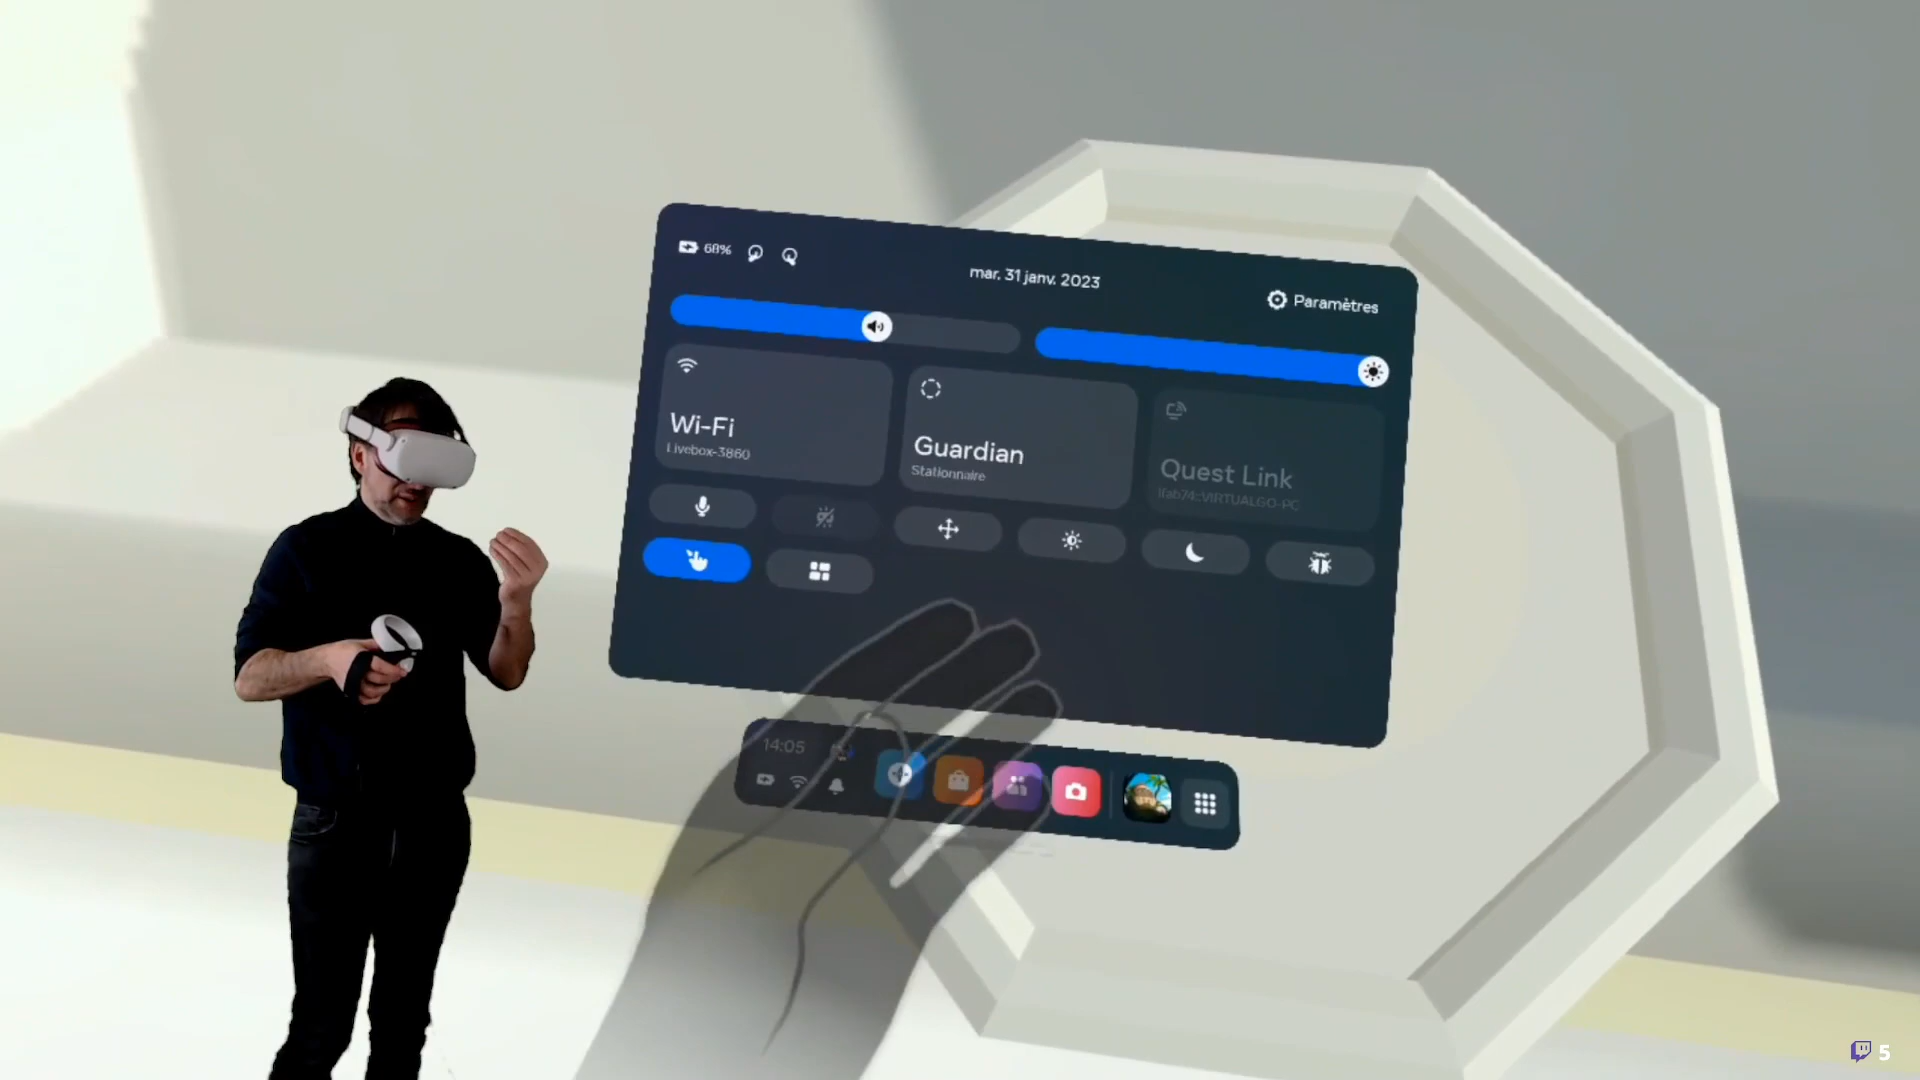 68%
mar. 31 janv. 2023
Paramètres
Wi-Fi
Livebox-3860
Guardian
Stationnaire
Quest Link
14:05
5